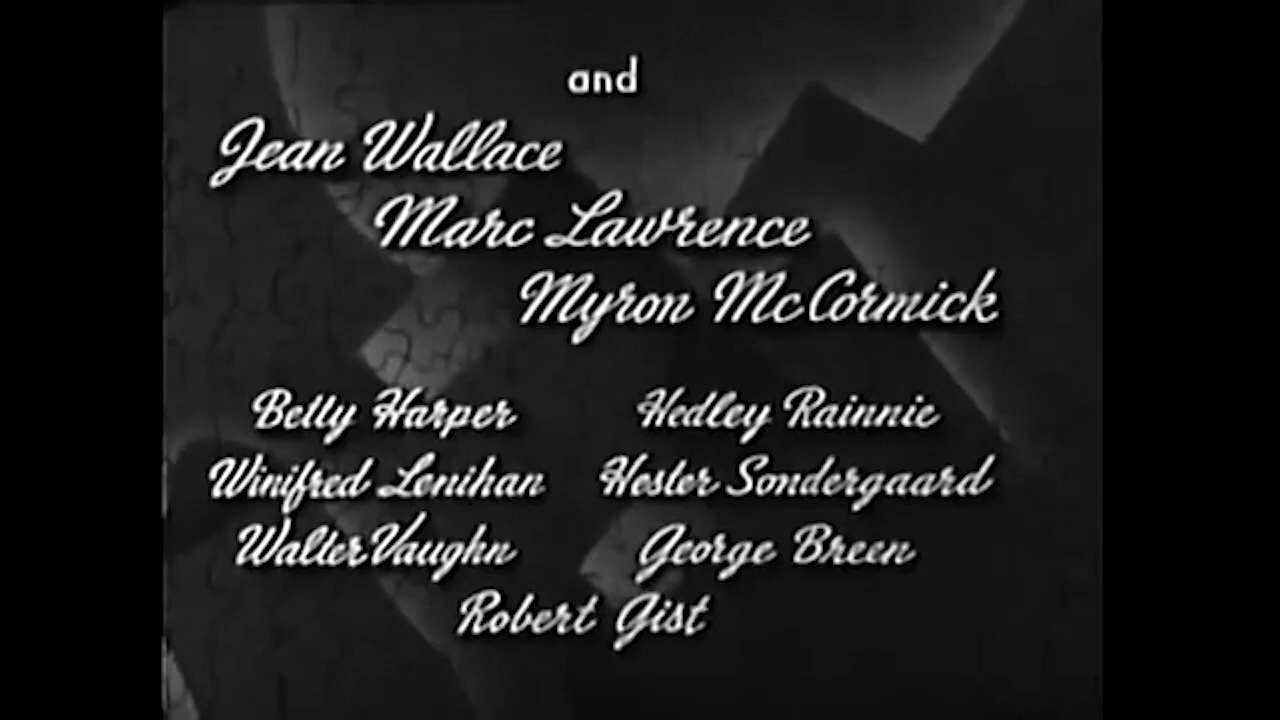 and
Jean Wallace
Marc Lawrence
Myron McCormick
Betty Harper Hedley Rainnie
Winifred Lenihan Hester Sondergaard
Walter Vaughn George Breen
Robert Gist